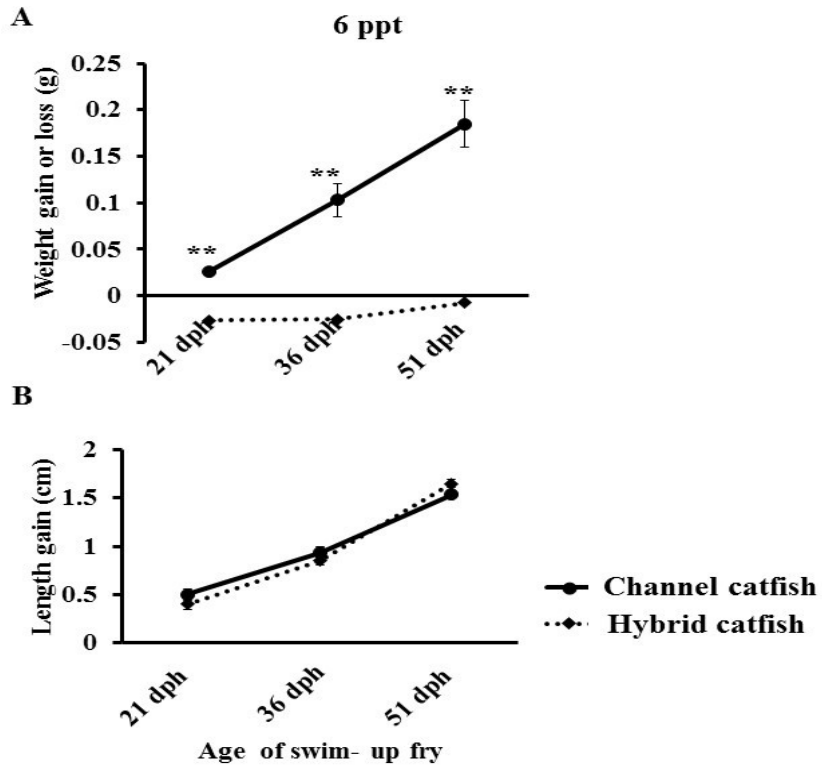 A
6 ppt
Weight gain or loss (g)
0.25
0.2
0.15
0.1
0.05
0
-0.05
**
**
**
21 dph
36 dph
51 dph
B
Length gain (cm)
2
1.5
1
0.5
0
21 dph
36 dph
51 dph
Age of swim- up fry
Channel catfish
Hybrid catfish